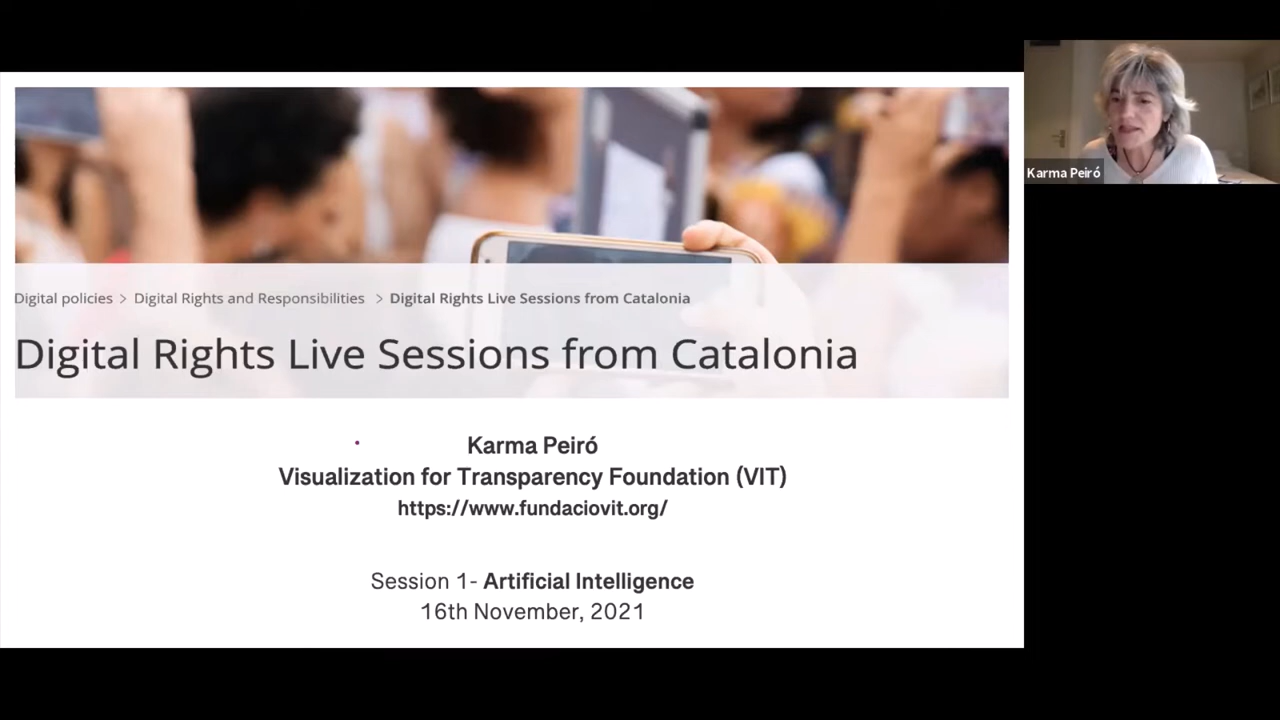 Digital policies > Digital Rights and Responsibilities > Digital Rights Live Sessions from Catalonia
Digital Rights Live Sessions from Catalonia
Karma Peiró
Visualization for Transparency Foundation (VIT)
https://www.fundaciovit.org/
Session 1- Artificial Intelligence
16th November, 2021
Karma Peiró